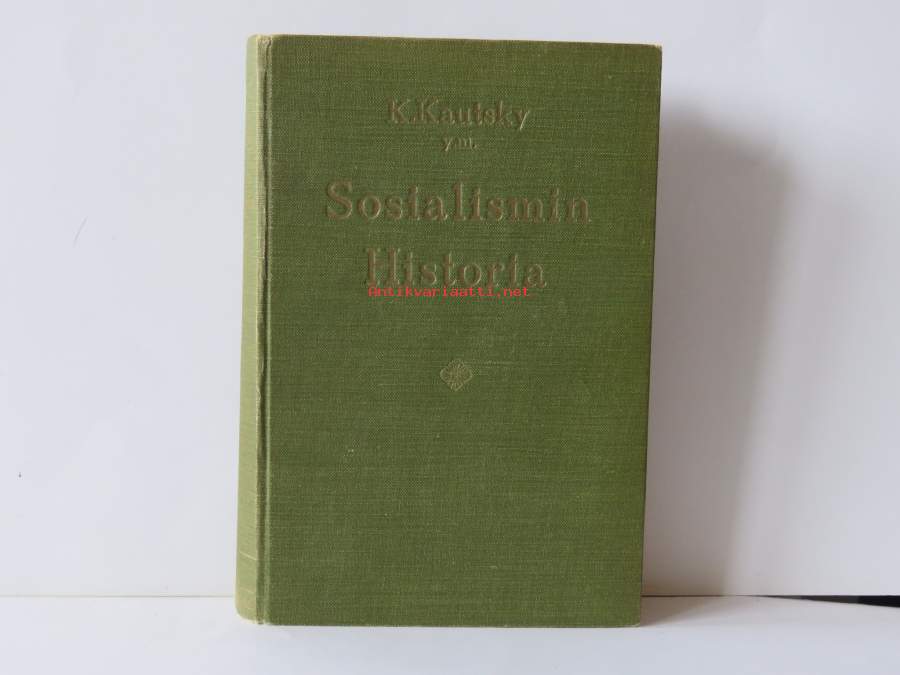 K.Kautsky
y.m.
Sosialismin
Historia
Antikvariaatti.net